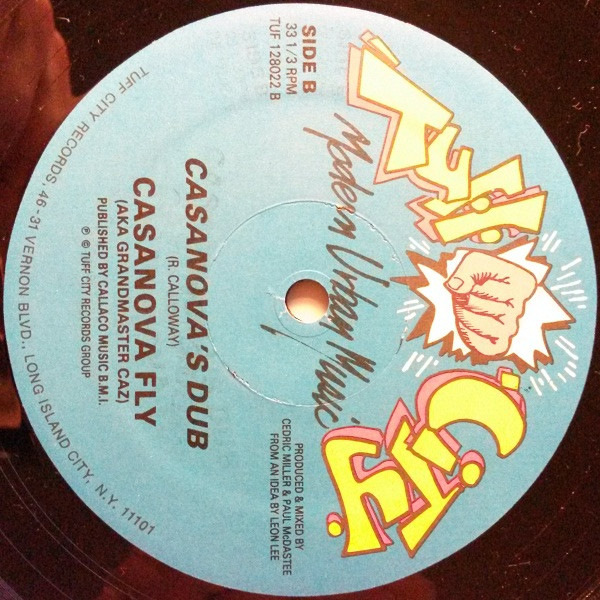 Tuff City
Modern Urban Music
SIDE B
33 1/3 RPM
TUF 128022 B
PRODUCED & MIXED BY
CEDRIC MILLER & PAUL McDASTEE
FROM AN IDEA BY LEON LEE
CASANOVA'S DUB
(R. CALLOWAY)
CASANOVA FLY
(AKA GRANDMASTER CAZ)
PUBLISHED BY CALLACO MUSIC B.M.I.
℗ © TUFF CITY RECORDS GROUP
TUFF CITY RECORDS, 46-31 VERNON BLVD., LONG ISLAND CITY, N.Y. 11101